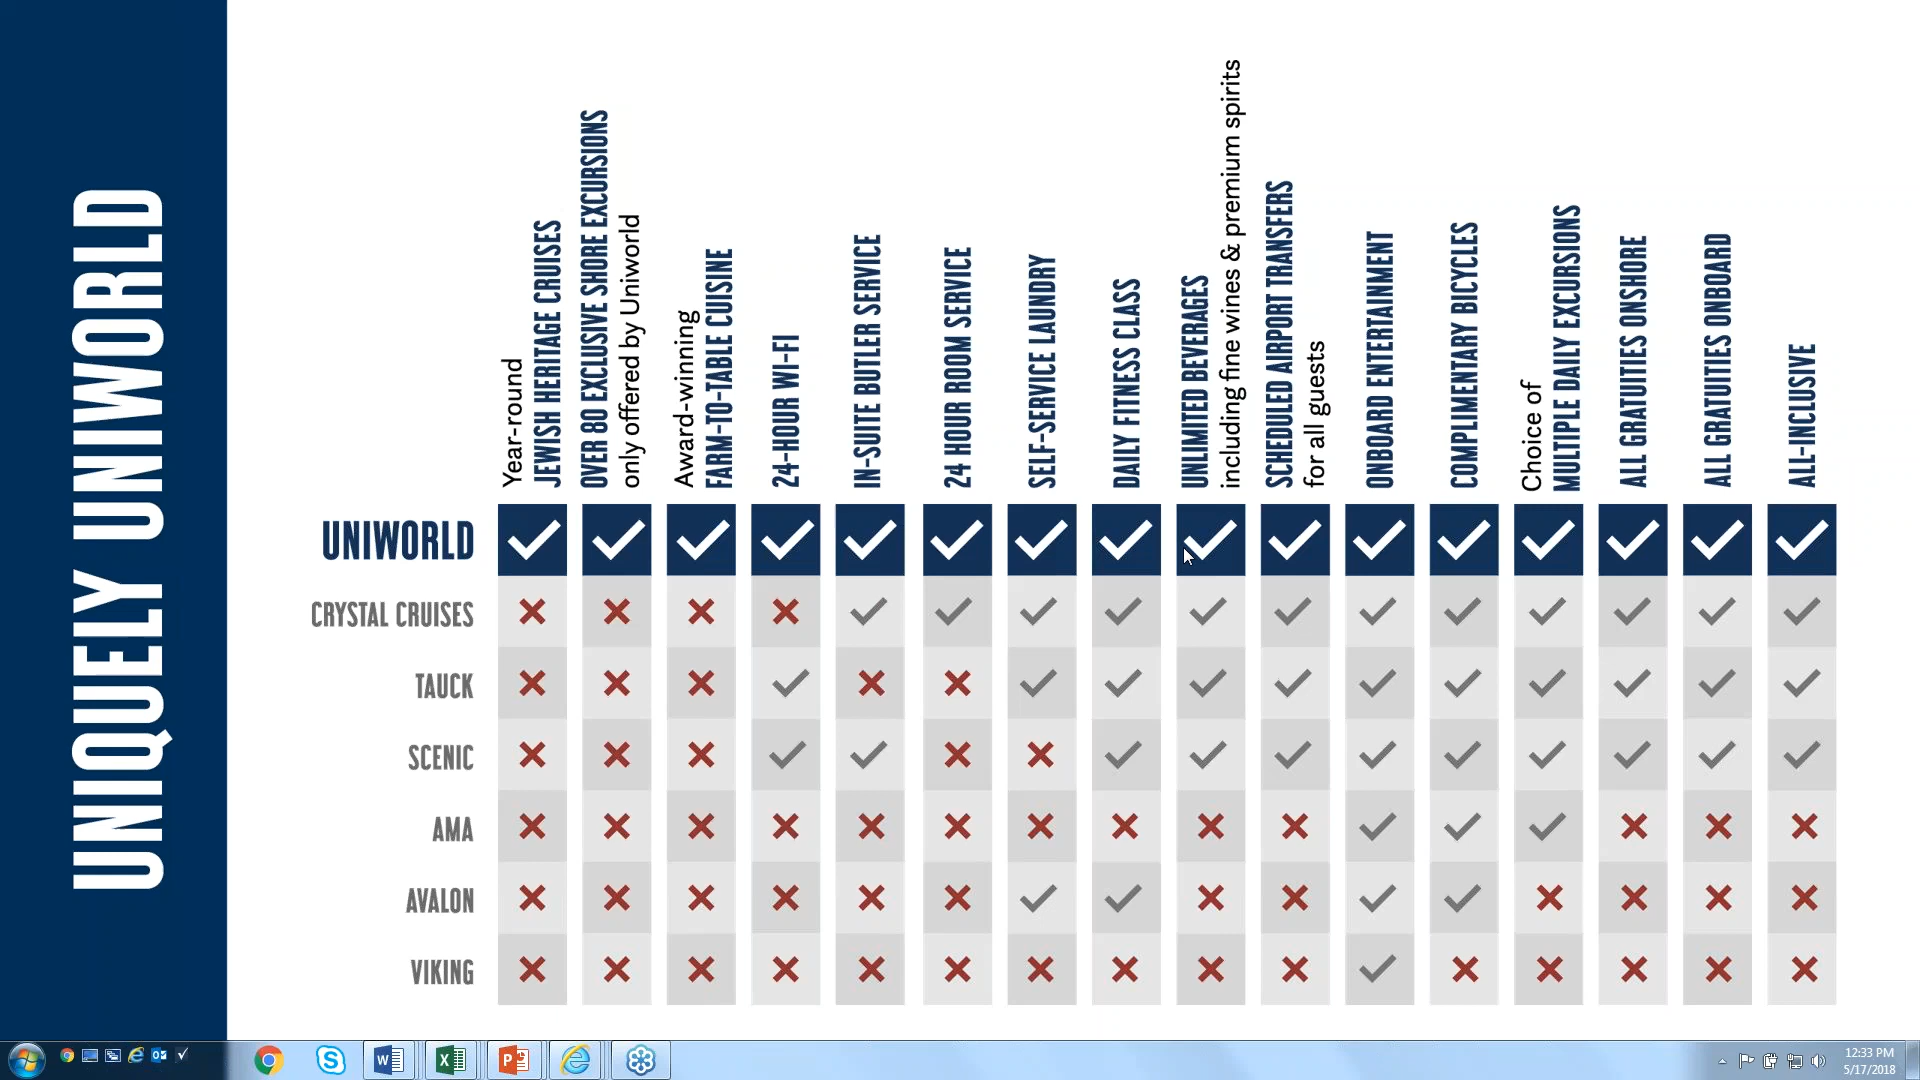 UNIQUELY UNIWORLD
Year-round
JEWISH HERITAGE CRUISES
OVER 80 EXCLUSIVE SHORE EXCURSIONS
only offered by Uniworld
Award-winning
FARM-TO-TABLE CUISINE
24-HOUR WI-FI
IN-SUITE BUTLER SERVICE
24 HOUR ROOM SERVICE
SELF-SERVICE LAUNDRY
DAILY FITNESS CLASS
UNLIMITED BEVERAGES
including fine wines & premium spirits
SCHEDULED AIRPORT TRANSFERS
for all guests
ONBOARD ENTERTAINMENT
COMPLIMENTARY BICYCLES
Choice of
MULTIPLE DAILY EXCURSIONS
ALL GRATUITIES ONSHORE
ALL GRATUITIES ONBOARD
ALL-INCLUSIVE
UNIWORLD
CRYSTAL CRUISES
TAUCK
SCENIC
AMA
AVALON
VIKING
12:33 PM
5/17/2018